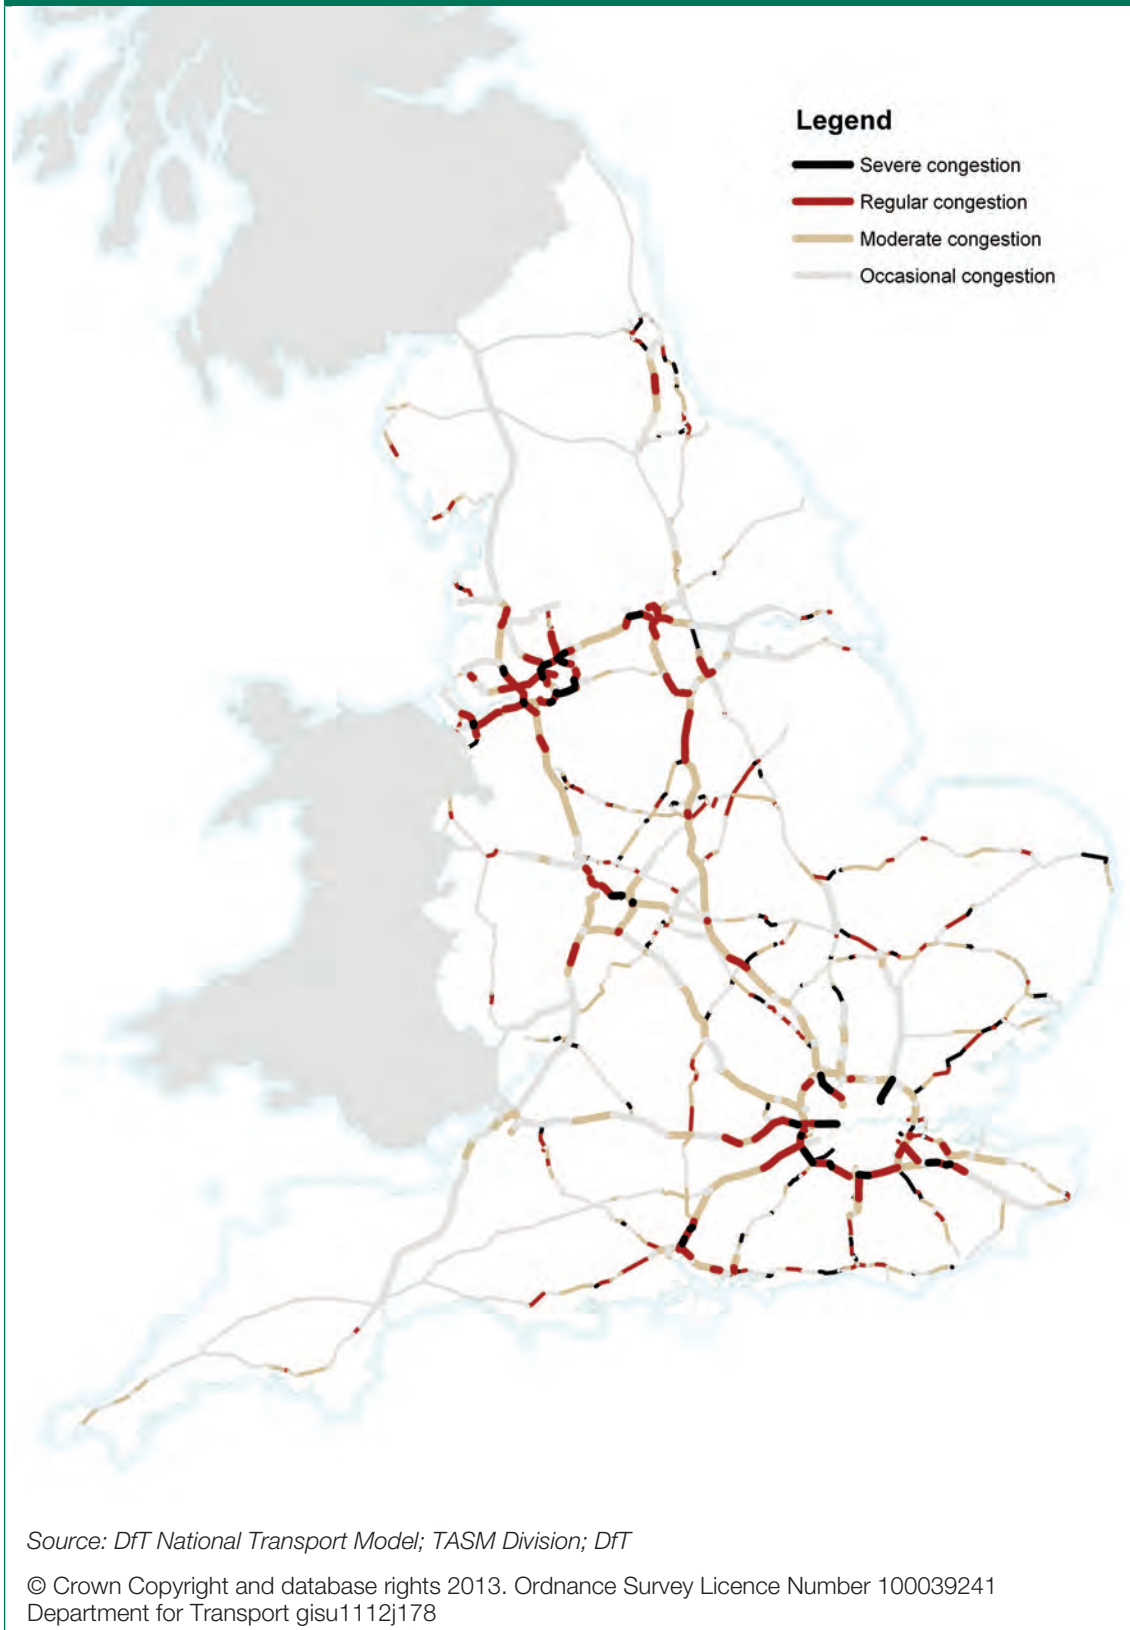 Legend
Severe congestion
Regular congestion
Moderate congestion
Occasional congestion
Source: DfT National Transport Model; TASM Division; DfT
© Crown Copyright and database rights 2013. Ordnance Survey Licence Number 100039241
Department for Transport gisu1112j178